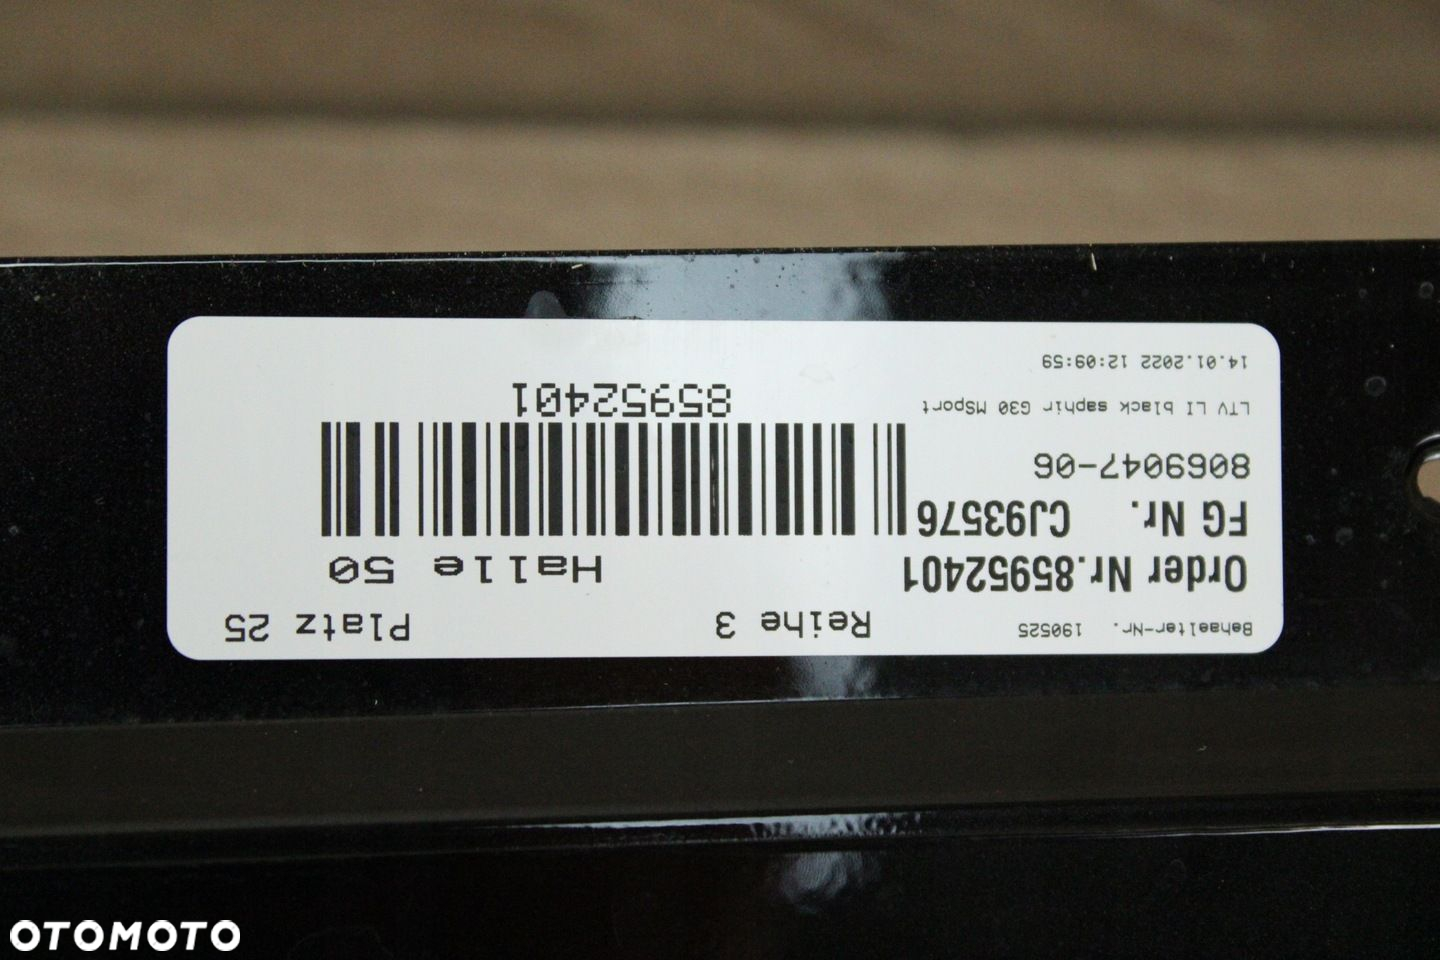 Behaelter-Nr. 190525 Reihe 3 Platz 25
Order Nr.85952401 Halle 50
FG Nr. CJ93576
8069047-06
LTV LI black saphir G30 MSport
85952401
14.01.2022 12:09:59
OTOMOTO